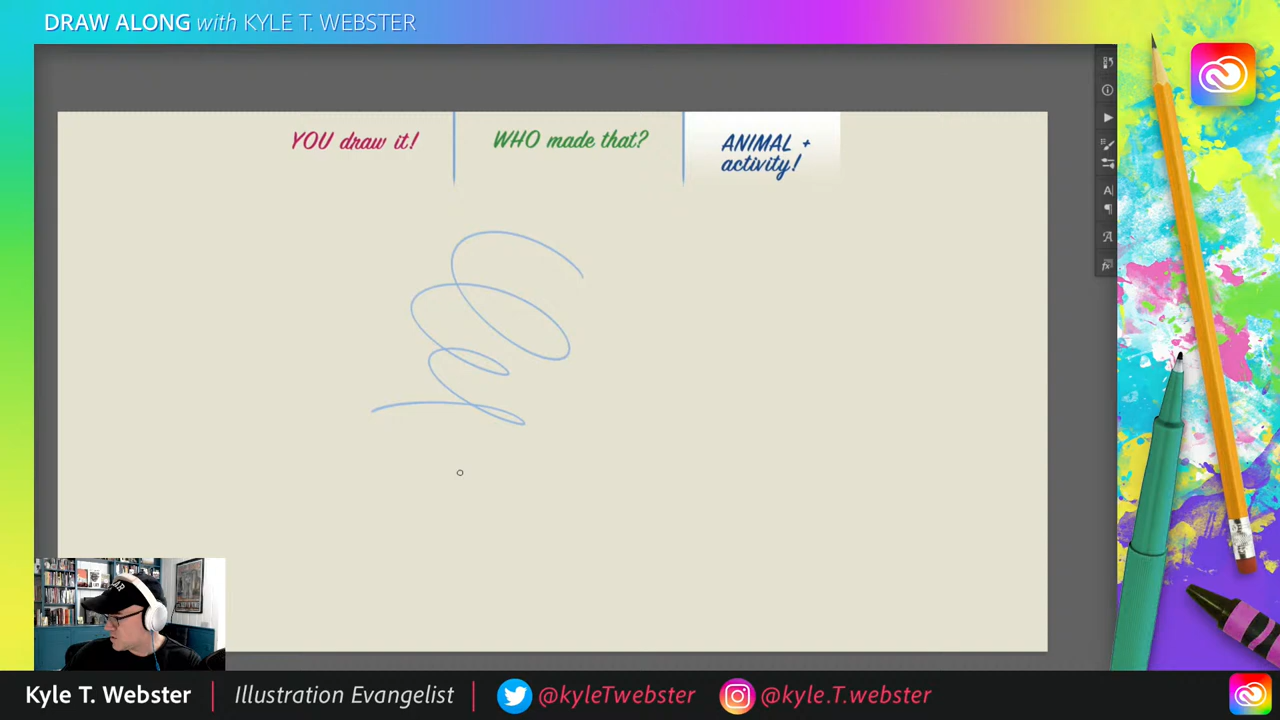 DRAW ALONG with KYLE T. WEBSTER
YOU draw it!
WHO made that?
ANIMAL +
activity!
Kyle T. Webster | Illustration Evangelist @kyleTwebster @kyle.T.webster